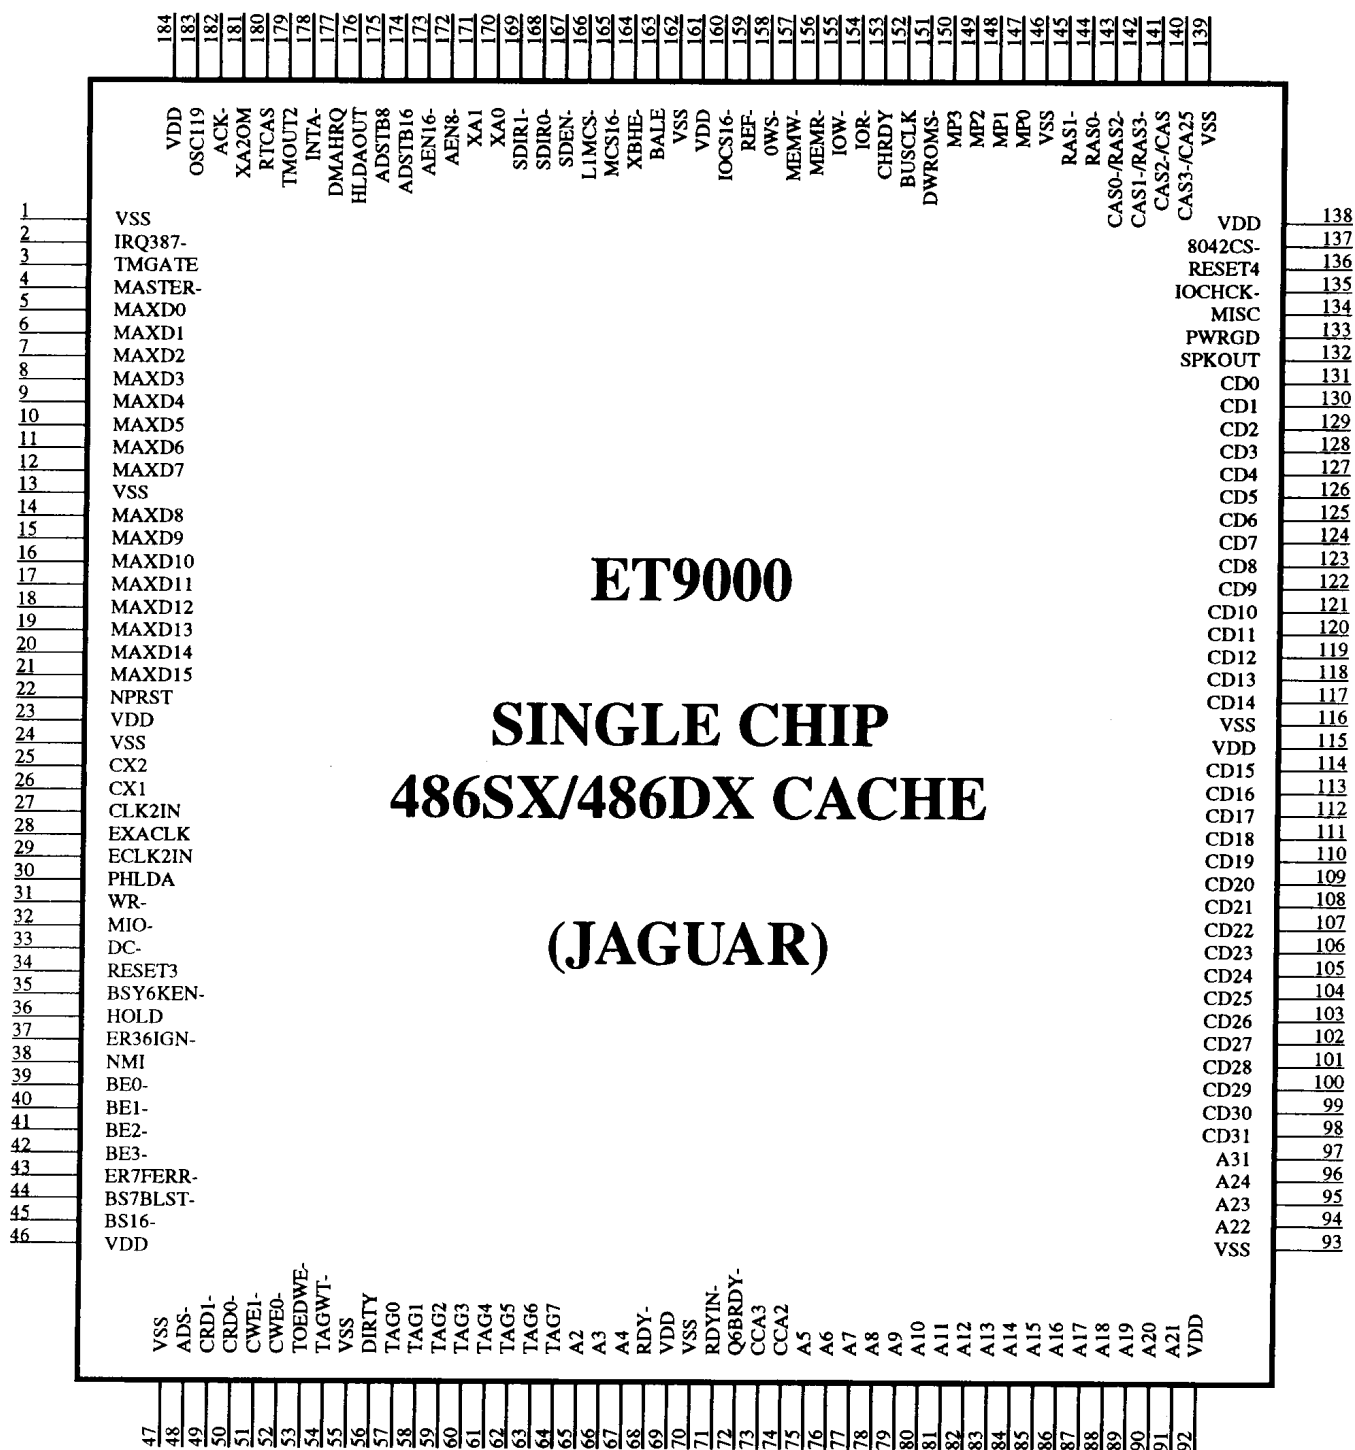 184 183 182 181 180 179 178 177 176 175 174 173 172 171 170 169 168 167 166 165 164 163 162 161 160 159 158 157 156 155 154 153 152 151 150 149 148 147 146 145 144 143 142 141 140 139
VDD OSC119 ACK- XA20M RTCAS TMOUT2 INTA- DMAHRQ HLDAOUT ADSTB8 ADSTB16 AEN16- AEN8- XA1 XA0 SDIR1- SDIR0- SDEN- L1MCS- MCS16- XBHE- BALE VSS VDD IOCS16- REF- 0WS- MEMW- MEMR- IOW- IOR- CHRDY BUSCLK DWROMS- MP3 MP2 MP1 MP0 VSS RAS1- RAS0- CAS0-/RAS2- CAS1-/RAS3- CAS2-/CAS CAS3-/CA25 VSS
1 VSS
2 IRQ387-
3 TMGATE
4 MASTER-
5 MAXD0
6 MAXD1
7 MAXD2
8 MAXD3
9 MAXD4
10 MAXD5
11 MAXD6
12 MAXD7
13 VSS
14 MAXD8
15 MAXD9
16 MAXD10
17 MAXD11
18 MAXD12
19 MAXD13
20 MAXD14
21 MAXD15
22 NPRST
23 VDD
24 VSS
25 CX2
26 CX1
27 CLK2IN
28 EXACLK
29 ECLK2IN
30 PHLDA
31 WR-
32 MIO-
33 DC-
34 RESET3
35 BSY6KEN-
36 HOLD
37 ER36IGN-
38 NMI
39 BE0-
40 BE1-
41 BE2-
42 BE3-
43 ER7FERR-
44 BS7BLST-
45 BS16-
46 VDD
ET9000
SINGLE CHIP
486SX/486DX CACHE
(JAGUAR)
VDD 138
8042CS- 137
RESET4 136
IOCHCK- 135
MISC 134
PWRGD 133
SPKOUT 132
CD0 131
CD1 130
CD2 129
CD3 128
CD4 127
CD5 126
CD6 125
CD7 124
CD8 123
CD9 122
CD10 121
CD11 120
CD12 119
CD13 118
CD14 117
VSS 116
VDD 115
CD15 114
CD16 113
CD17 112
CD18 111
CD19 110
CD20 109
CD21 108
CD22 107
CD23 106
CD24 105
CD25 104
CD26 103
CD27 102
CD28 101
CD29 100
CD30 99
CD31 98
A31 97
A24 96
A23 95
A22 94
VSS 93
VSS ADS- CRD1- CRD0- CWE1- CWE0- TOEDWE- TAGWT- VSS DIRTY TAG0 TAG1 TAG2 TAG3 TAG4 TAG5 TAG6 TAG7 A2 A3 A4 RDY- VDD VSS RDYIN- Q6BRDY- CCA3 CCA2 A5 A6 A7 A8 A9 A10 A11 A12 A13 A14 A15 A16 A17 A18 A19 A20 A21 VDD
47 48 49 50 51 52 53 54 55 56 57 58 59 60 61 62 63 64 65 66 67 68 69 70 71 72 73 74 75 76 77 78 79 80 81 82 83 84 85 86 87 88 89 90 91 92